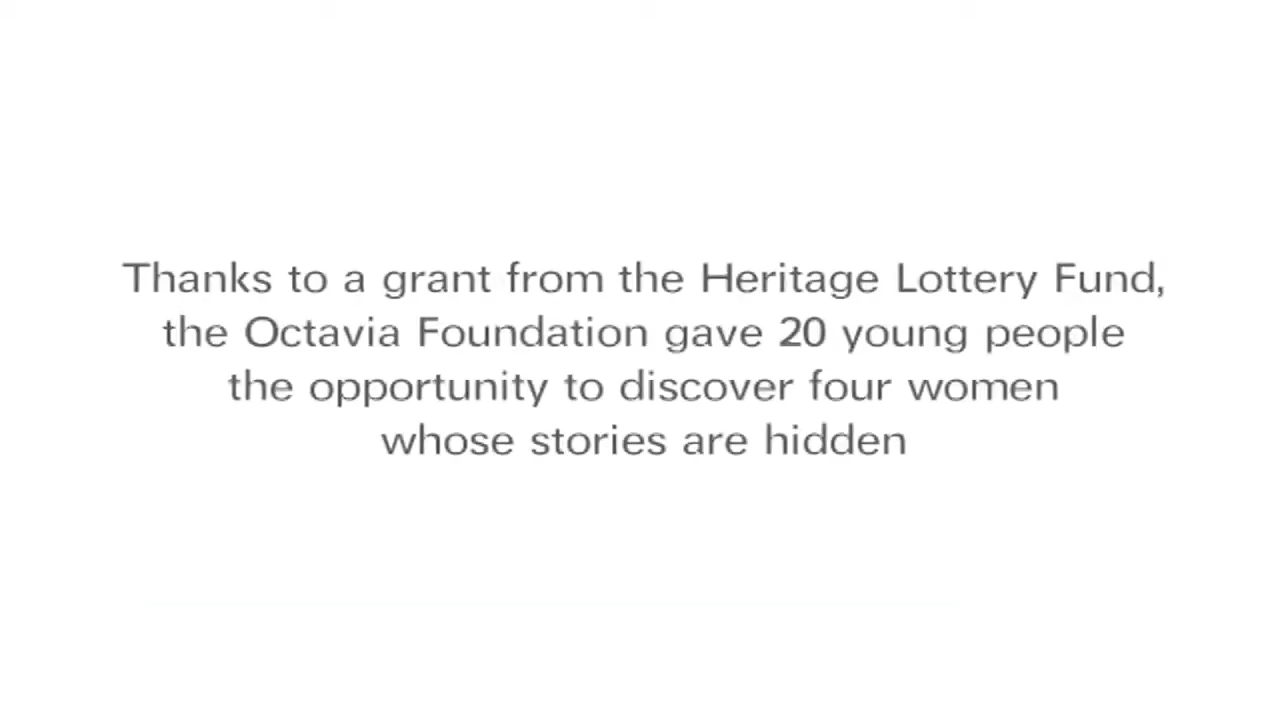 Thanks to a grant from the Heritage Lottery Fund,
the Octavia Foundation gave 20 young people
the opportunity to discover four women
whose stories are hidden